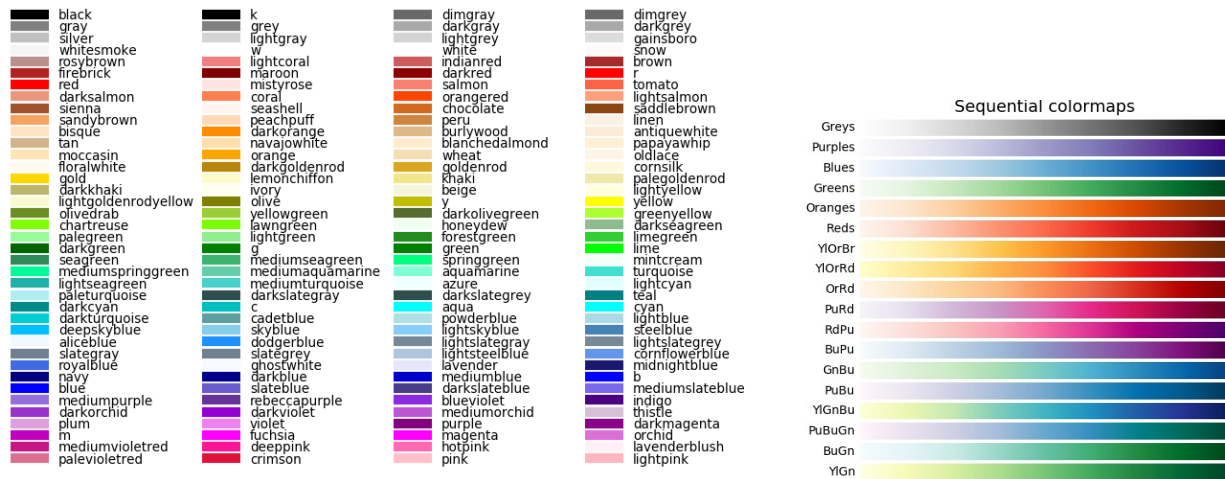 black k dimgray dimgrey
gray grey darkgray darkgrey
silver lightgray lightgrey gainsboro
whitesmoke w white snow
rosybrown lightcoral indianred brown
firebrick maroon darkred r
red mistyrose salmon tomato
darksalmon coral orangered lightsalmon
sienna seashell chocolate saddlebrown
sandybrown peachpuff peru linen
bisque darkorange burlywood antiquewhite
tan navajowhite blanchedalmond papayawhip
moccasin orange wheat oldlace
floralwhite darkgoldenrod goldenrod cornsilk
gold lemonchiffon khaki palegoldenrod
darkkhaki ivory beige lightyellow
lightgoldenrodyellow olive y yellow
olivedrab yellowgreen darkolivegreen greenyellow
chartreuse lawngreen honeydew darkseagreen
palegreen lightgreen forestgreen limegreen
darkgreen g green lime
seagreen mediumseagreen springgreen mintcream
mediumspringgreen mediumaquamarine aquamarine turquoise
lightseagreen mediumturquoise azure lightcyan
paleturquoise darkslategray darkslategrey teal
darkcyan c aqua cyan
darkturquoise cadetblue powderblue lightblue
deepskyblue skyblue lightskyblue steelblue
aliceblue dodgerblue lightslategray lightslategrey
slategray slategrey lightsteelblue cornflowerblue
royalblue ghostwhite lavender midnightblue
navy darkblue mediumblue b
blue slateblue darkslateblue mediumslateblue
mediumpurple rebeccapurple blueviolet indigo
darkorchid darkviolet mediumorchid thistle
plum violet purple darkmagenta
m fuchsia magenta orchid
mediumvioletred deeppink hotpink lavenderblush
palevioletred crimson pink lightpink
Sequential colormaps
Greys
Purples
Blues
Greens
Oranges
Reds
YlOrBr
YlOrRd
OrRd
PuRd
RdPu
BuPu
GnBu
PuBu
YlGnBu
PuBuGn
BuGn
YlGn